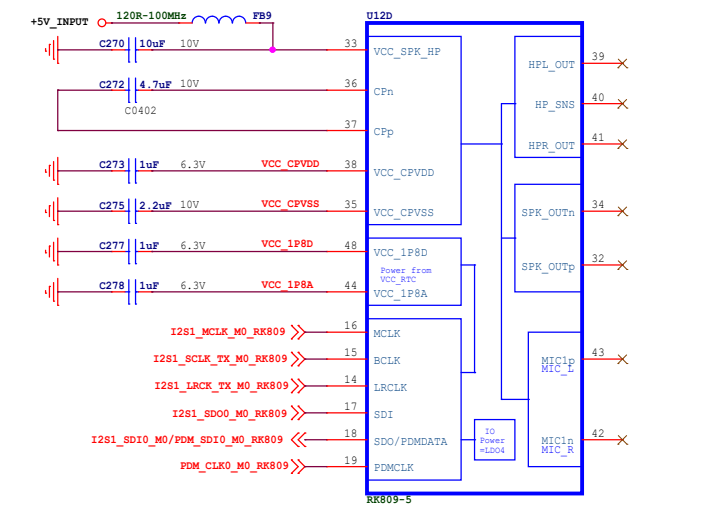 +5V_INPUT 120R-100MHz FB9 U12D
C270 10uF 10V 33 VCC_SPK_HP
HPL_OUT 39
C272 4.7uF 10V 36 CPn
C0402
HP_SNS 40
37 CPp
HPR_OUT 41
C273 1uF 6.3V VCC_CPVDD 38 VCC_CPVDD
C275 2.2uF 10V VCC_CPVSS 35 VCC_CPVSS
SPK_OUTn 34
C277 1uF 6.3V VCC_1P8D 48 VCC_1P8D
SPK_OUTp 32
Power from
VCC_RTC
C278 1uF 6.3V VCC_1P8A 44 VCC_1P8A
I2S1_MCLK_M0_RK809 16 MCLK
I2S1_SCLK_TX_M0_RK809 15 BCLK
MIC1p 43
MIC_L
I2S1_LRCK_TX_M0_RK809 14 LRCLK
I2S1_SDO0_M0_RK809 17 SDI
I2S1_SDI0_M0/PDM_SDI0_M0_RK809 18 SDO/PDMDATA
IO
Power
=LDO4
MIC1n 42
MIC_R
PDM_CLK0_M0_RK809 19 PDMCLK
RK809-5